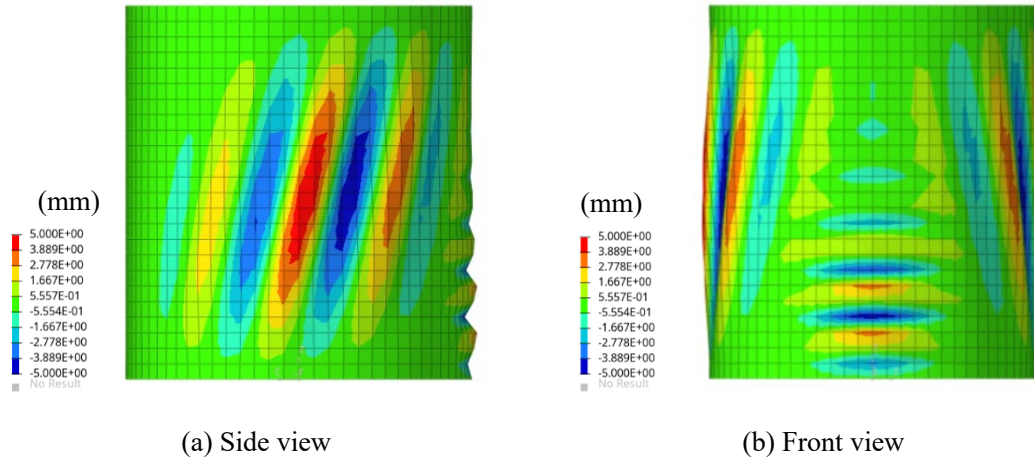 (mm)
5.000E+00
3.889E+00
2.778E+00
1.667E+00
5.557E-01
-5.554E-01
-1.667E+00
-2.778E+00
-3.889E+00
-5.000E+00
No Result
(a) Side view
(mm)
5.000E+00
3.889E+00
2.778E+00
1.667E+00
5.557E-01
-5.554E-01
-1.667E+00
-2.778E+00
-3.889E+00
-5.000E+00
No Result
(b) Front view